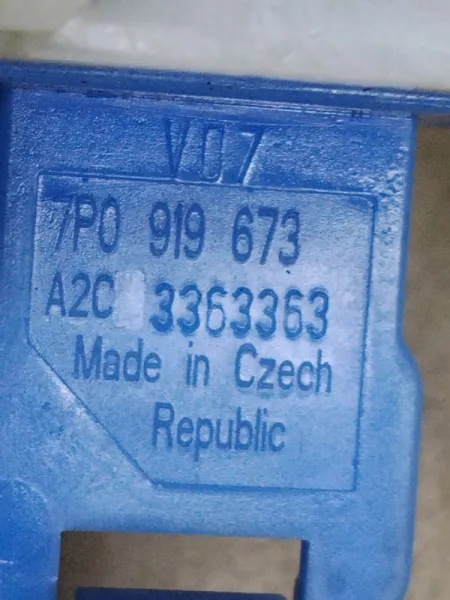 V07
7P0 919 673
A2C 3363363
Made in Czech
Republic